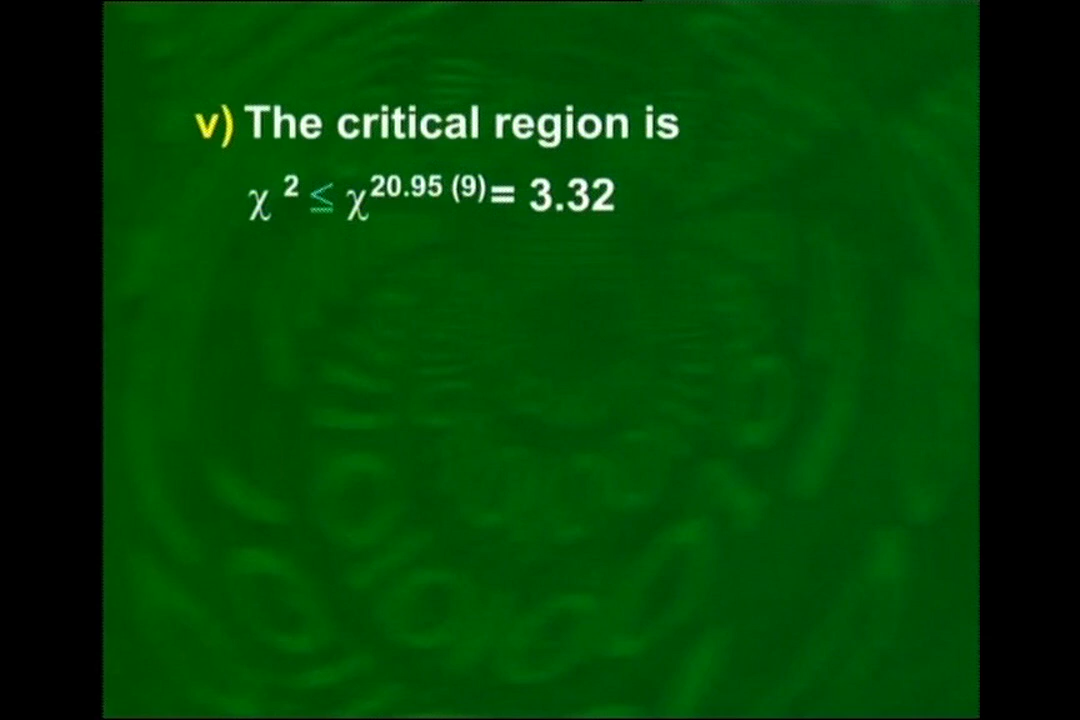 v) The critical region is
χ ² ≤ χ²⁰·⁹⁵ ⁽⁹⁾= 3.32